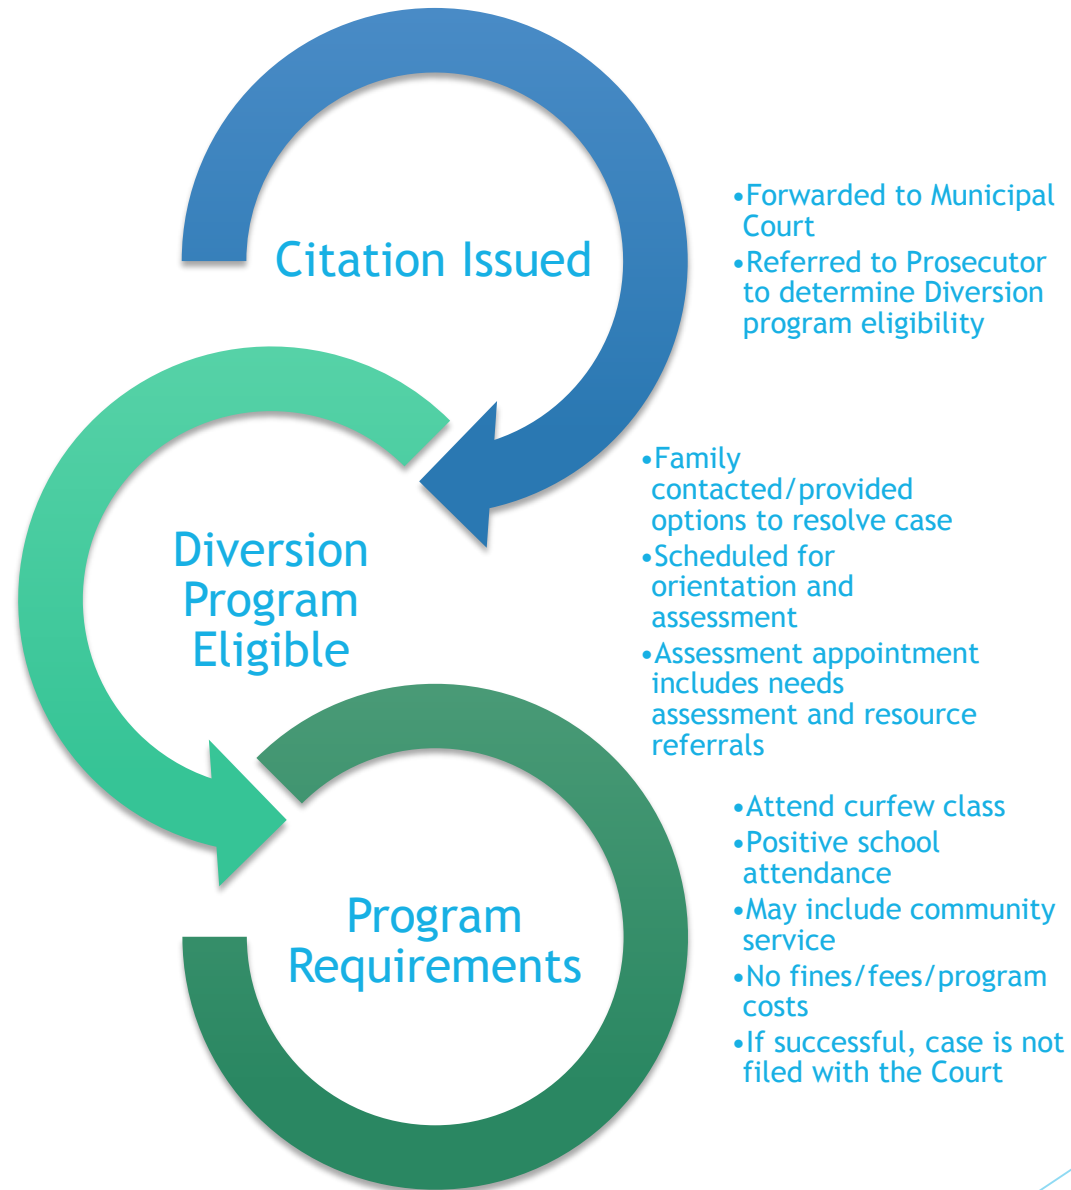 Citation Issued
•Forwarded to Municipal
Court
•Referred to Prosecutor
to determine Diversion
program eligibility
Diversion
Program
Eligible
•Family
contacted/provided
options to resolve case
•Scheduled for
orientation and
assessment
•Assessment appointment
includes needs
assessment and resource
referrals
Program
Requirements
•Attend curfew class
•Positive school
attendance
•May include community
service
•No fines/fees/program
costs
•If successful, case is not
filed with the Court